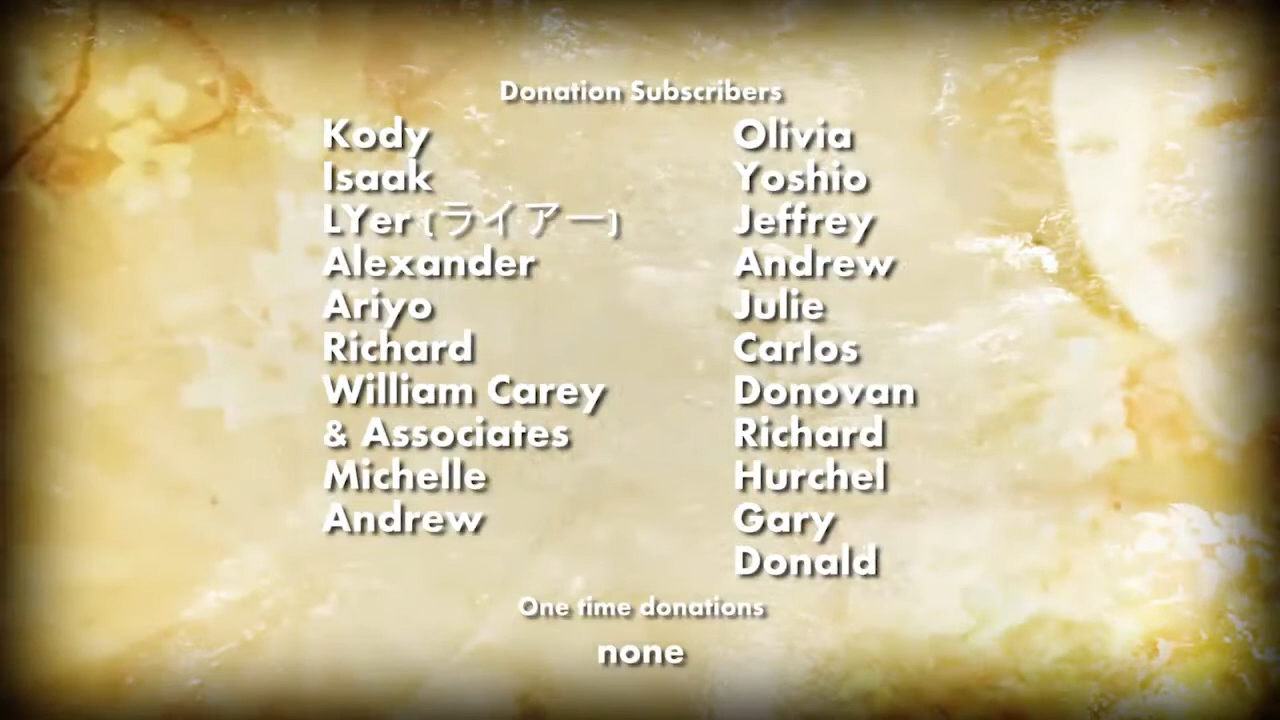 Donation Subscribers
Kody
Isaak
LYer (ライアー)
Alexander
Ariyo
Richard
William Carey
& Associates
Michelle
Andrew
Olivia
Yoshio
Jeffrey
Andrew
Julie
Carlos
Donovan
Richard
Hurchel
Gary
Donald
One time donations
none